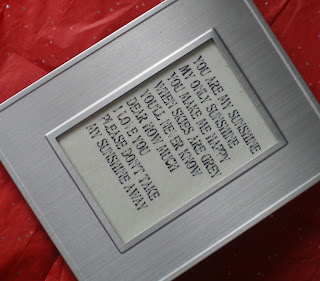 YOU ARE MY SUNSHINE
MY ONLY SUNSHINE
YOU MAKE ME HAPPY
WHEN SKIES ARE GREY
YOU'LL NEVER KNOW
DEAR HOW MUCH
I LOVE YOU
PLEASE DON'T TAKE
MY SUNSHINE AWAY